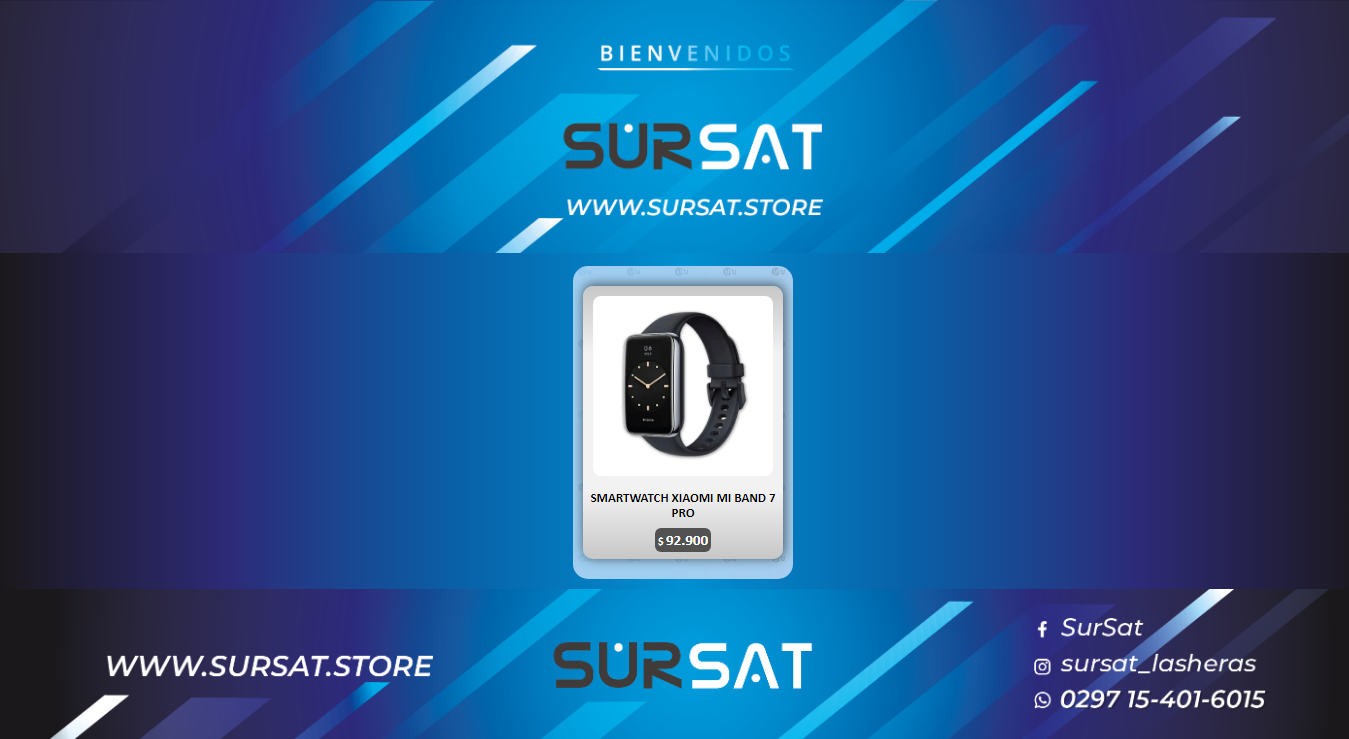 BIENVENIDOS
SURSAT
WWW.SURSAT.STORE
SMARTWATCH XIAOMI MI BAND 7
PRO
$ 92.900
WWW.SURSAT.STORE
SURSAT
SurSat
sursat_lasheras
0297 15-401-6015